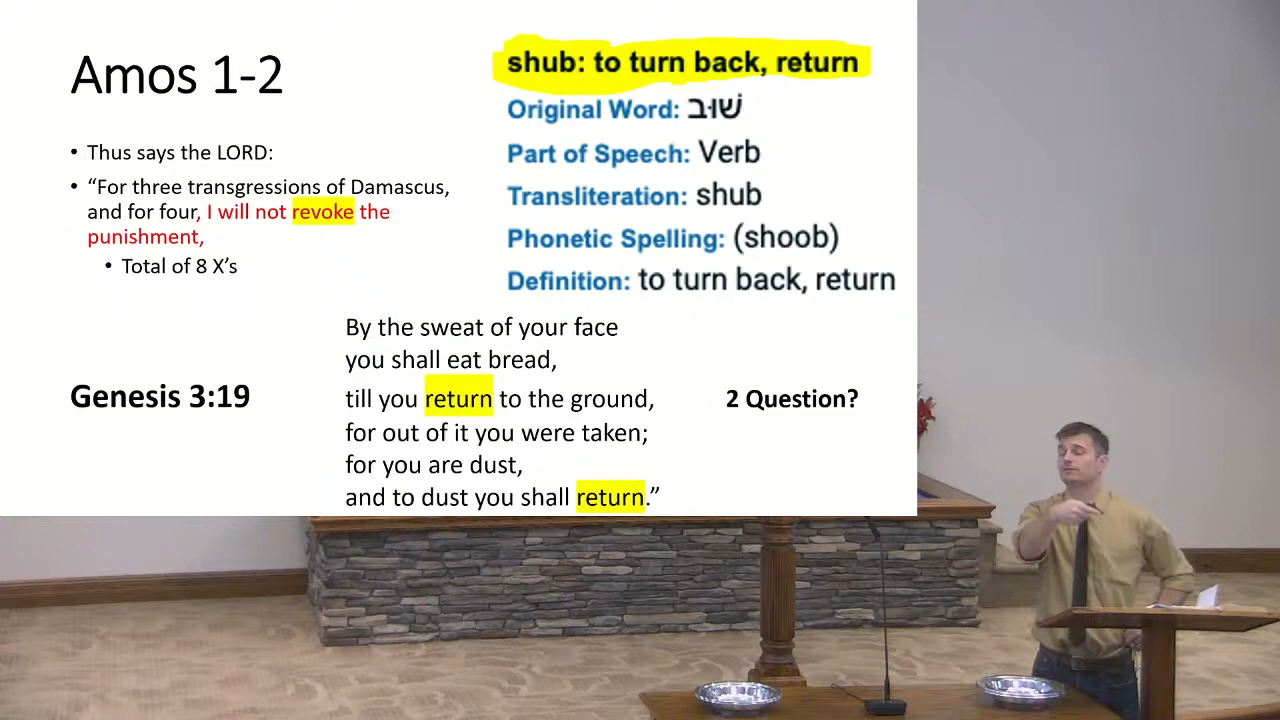 Amos 1-2
• Thus says the LORD:
• “For three transgressions of Damascus,
and for four, I will not revoke the
punishment,
• Total of 8 X’s
shub: to turn back, return
Original Word: שׁוּב
Part of Speech: Verb
Transliteration: shub
Phonetic Spelling: (shoob)
Definition: to turn back, return
Genesis 3:19
By the sweat of your face
you shall eat bread,
till you return to the ground,
for out of it you were taken;
for you are dust,
and to dust you shall return.”
2 Question?